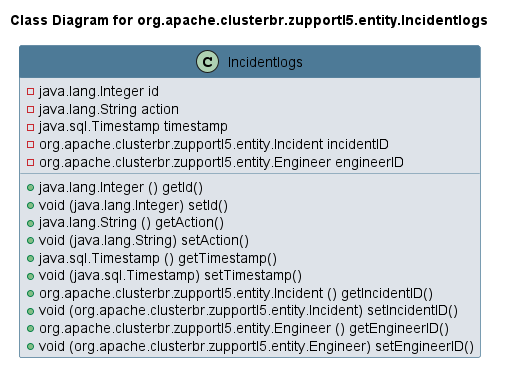 Class Diagram for org.apache.clusterbr.zupportl5.entity.Incidentlogs
C Incidentlogs
java.lang.Integer id
java.lang.String action
java.sql.Timestamp timestamp
org.apache.clusterbr.zupportl5.entity.Incident incidentID
org.apache.clusterbr.zupportl5.entity.Engineer engineerID
java.lang.Integer () getId()
void (java.lang.Integer) setId()
java.lang.String () getAction()
void (java.lang.String) setAction()
java.sql.Timestamp () getTimestamp()
void (java.sql.Timestamp) setTimestamp()
org.apache.clusterbr.zupportl5.entity.Incident () getIncidentID()
void (org.apache.clusterbr.zupportl5.entity.Incident) setIncidentID()
org.apache.clusterbr.zupportl5.entity.Engineer () getEngineerID()
void (org.apache.clusterbr.zupportl5.entity.Engineer) setEngineerID()